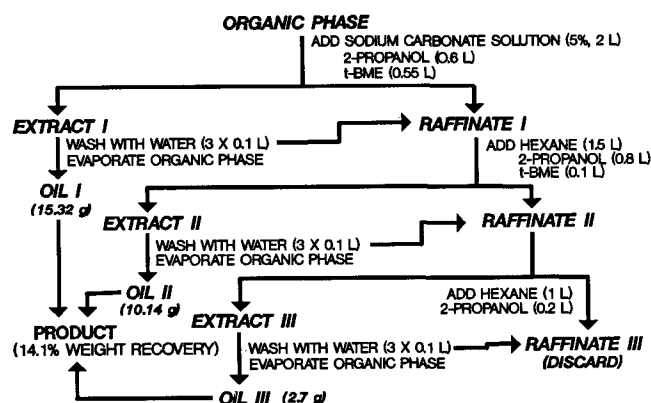 ORGANIC PHASE
ADD SODIUM CARBONATE SOLUTION (5%, 2 L)
2-PROPANOL (0.6 L)
t-BME (0.55 L)
EXTRACT I
WASH WITH WATER (3 X 0.1 L)
EVAPORATE ORGANIC PHASE
RAFFINATE I
ADD HEXANE (1.5 L)
2-PROPANOL (0.8 L)
t-BME (0.1 L)
OIL I
(15.32 g)
EXTRACT II
WASH WITH WATER (3 X 0.1 L)
EVAPORATE ORGANIC PHASE
RAFFINATE II
OIL II
(10.14 g)
ADD HEXANE (1 L)
2-PROPANOL (0.2 L)
EXTRACT III
WASH WITH WATER (3 X 0.1 L)
EVAPORATE ORGANIC PHASE
RAFFINATE III
(DISCARD)
PRODUCT
(14.1% WEIGHT RECOVERY)
OIL III (2.7 g)